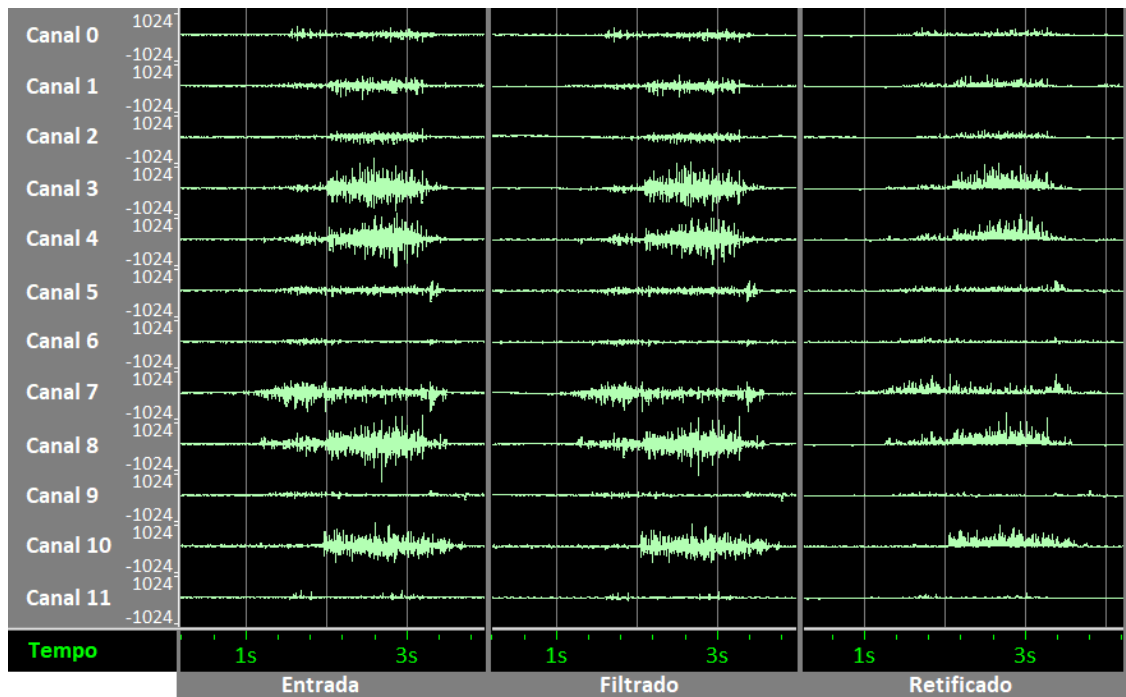 1024
Canal 0
-1024
1024
Canal 1
-1024
1024
Canal 2
-1024
1024
Canal 3
-1024
1024
Canal 4
-1024
1024
Canal 5
-1024
1024
Canal 6
-1024
1024
Canal 7
-1024
1024
Canal 8
-1024
1024
Canal 9
-1024
1024
Canal 10
-1024
1024
Canal 11
-1024
Tempo 1s 3s 1s 3s 1s 3s
Entrada Filtrado Retificado